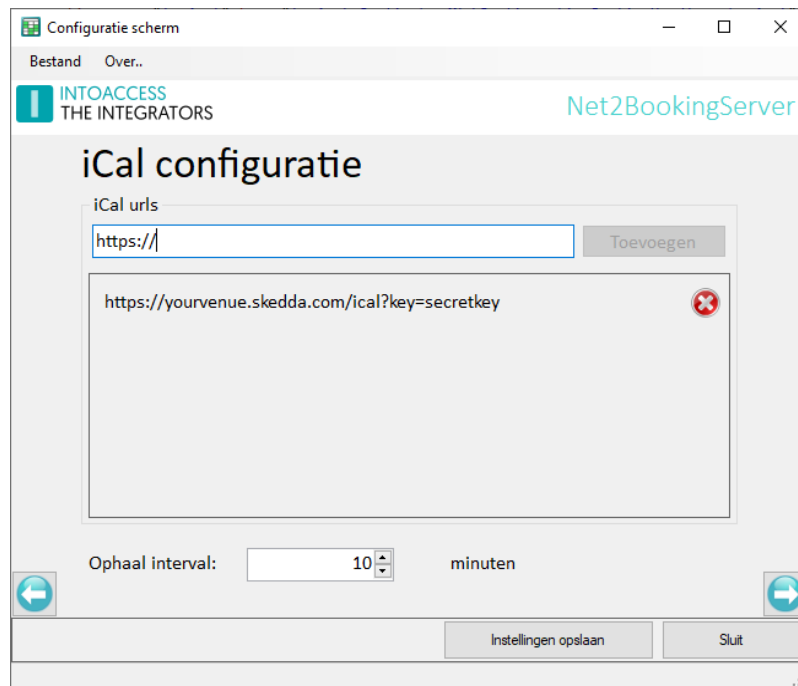 Configuratie scherm
Bestand Over..
INTOACCESS
THE INTEGRATORS
Net2BookingServer
iCal configuratie
iCal urls
https://
Toevoegen
https://yourvenue.skedda.com/ical?key=secretkey
Ophaal interval: 10 minuten
Instellingen opslaan Sluit